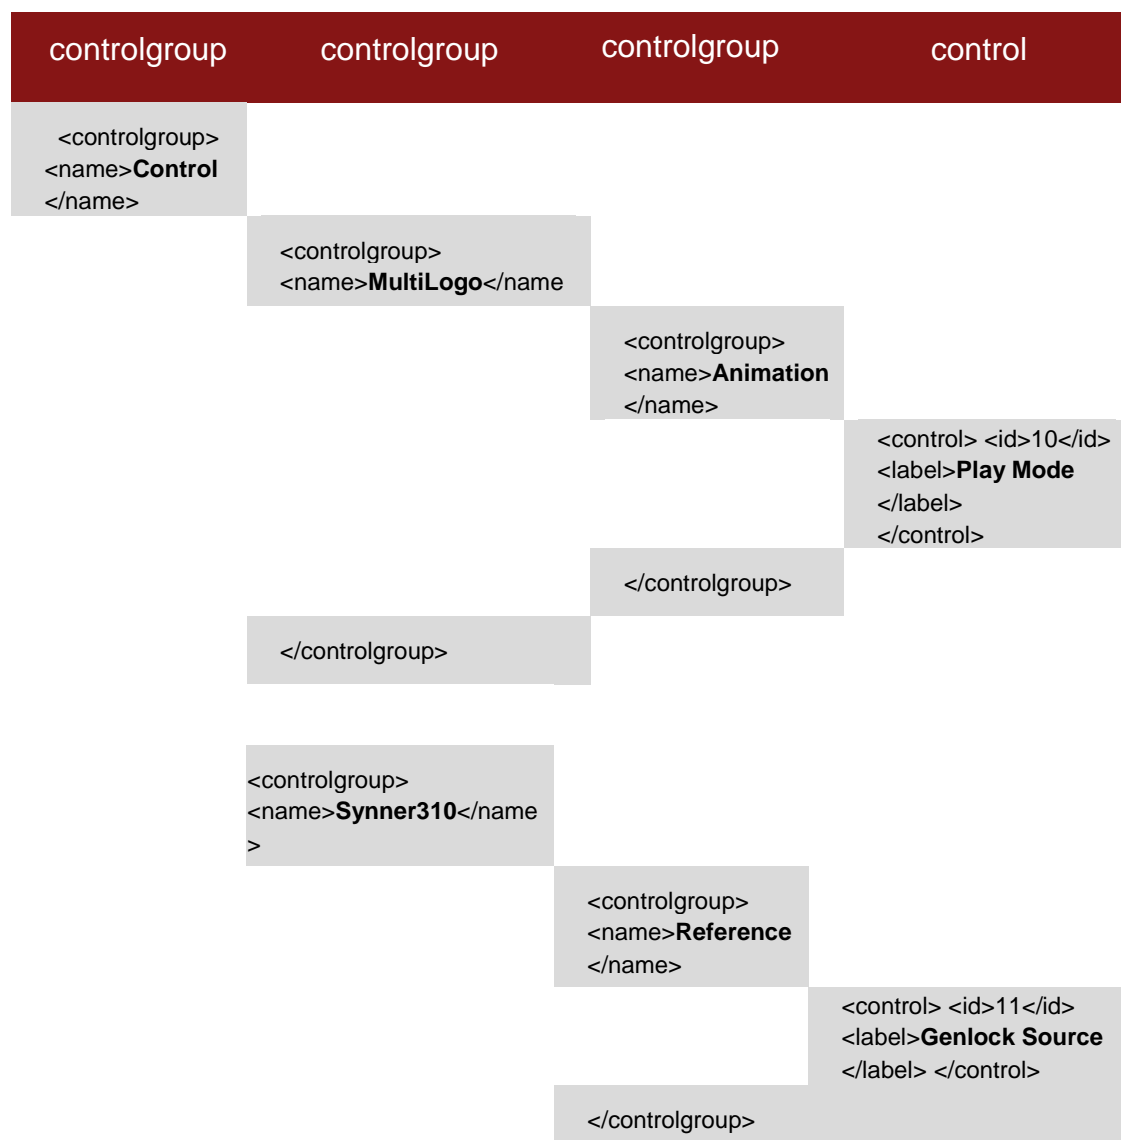 controlgroup controlgroup controlgroup control
<controlgroup>
<name>Control
</name>
<controlgroup>
<name>MultiLogo</name
<controlgroup>
<name>Animation
</name>
<control> <id>10</id>
<label>Play Mode
</label>
</control>
</controlgroup>
</controlgroup>
<controlgroup>
<name>Synner310</name
>
<controlgroup>
<name>Reference
</name>
<control> <id>11</id>
<label>Genlock Source
</label> </control>
</controlgroup>